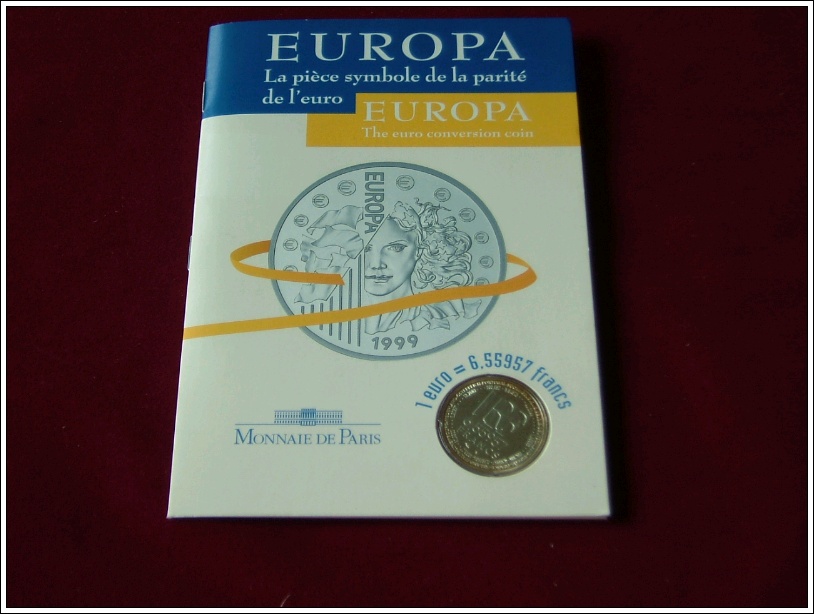 EUROPA
La pièce symbole de la parité
de l'euro
EUROPA
The euro conversion coin
EUROPA
1999
1 euro = 6,55957 francs
MONNAIE DE PARIS